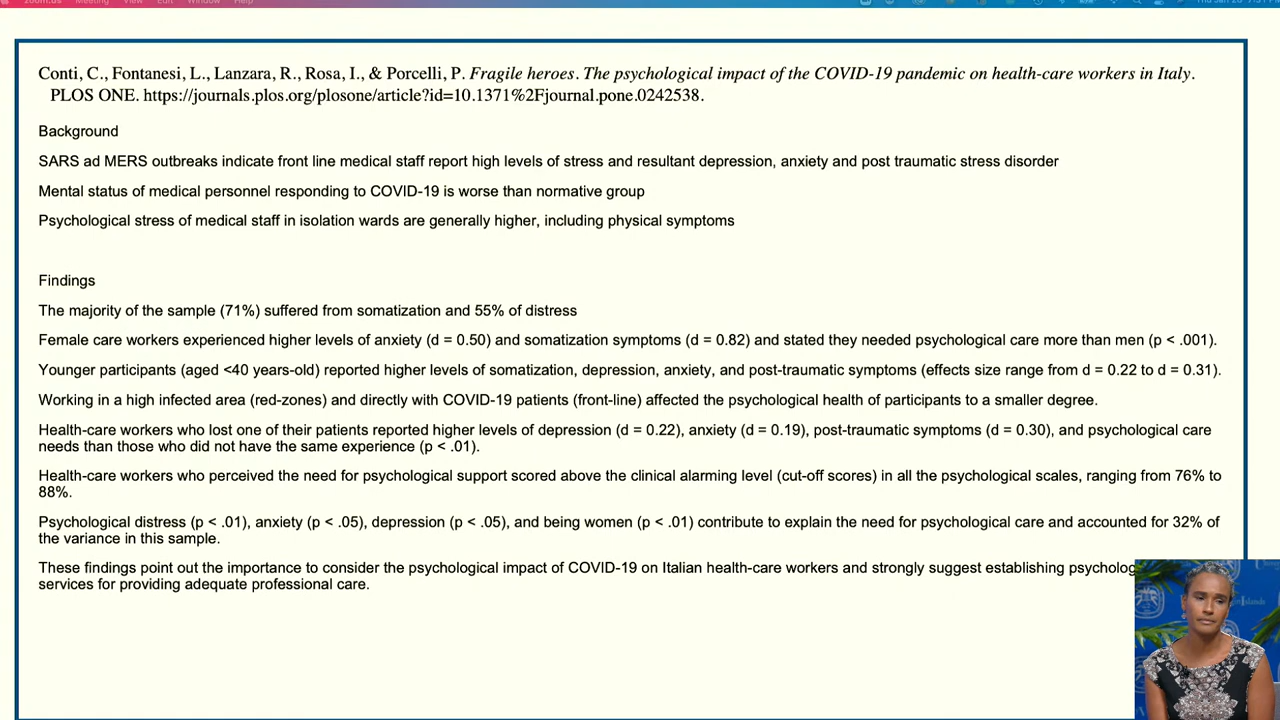 zoom.us Meeting View Edit Window Help
Conti, C., Fontanesi, L., Lanzara, R., Rosa, I., & Porcelli, P. Fragile heroes. The psychological impact of the COVID-19 pandemic on health-care workers in Italy.
PLOS ONE. https://journals.plos.org/plosone/article?id=10.1371%2Fjournal.pone.0242538.
Background
SARS ad MERS outbreaks indicate front line medical staff report high levels of stress and resultant depression, anxiety and post traumatic stress disorder
Mental status of medical personnel responding to COVID-19 is worse than normative group
Psychological stress of medical staff in isolation wards are generally higher, including physical symptoms
Findings
The majority of the sample (71%) suffered from somatization and 55% of distress
Female care workers experienced higher levels of anxiety (d = 0.50) and somatization symptoms (d = 0.82) and stated they needed psychological care more than men (p < .001).
Younger participants (aged <40 years-old) reported higher levels of somatization, depression, anxiety, and post-traumatic symptoms (effects size range from d = 0.22 to d = 0.31).
Working in a high infected area (red-zones) and directly with COVID-19 patients (front-line) affected the psychological health of participants to a smaller degree.
Health-care workers who lost one of their patients reported higher levels of depression (d = 0.22), anxiety (d = 0.19), post-traumatic symptoms (d = 0.30), and psychological care
needs than those who did not have the same experience (p < .01).
Health-care workers who perceived the need for psychological support scored above the clinical alarming level (cut-off scores) in all the psychological scales, ranging from 76% to
88%.
Psychological distress (p < .01), anxiety (p < .05), depression (p < .05), and being women (p < .01) contribute to explain the need for psychological care and accounted for 32% of
the variance in this sample.
These findings point out the importance to consider the psychological impact of COVID-19 on Italian health-care workers and strongly suggest establishing psycholog
services for providing adequate professional care.